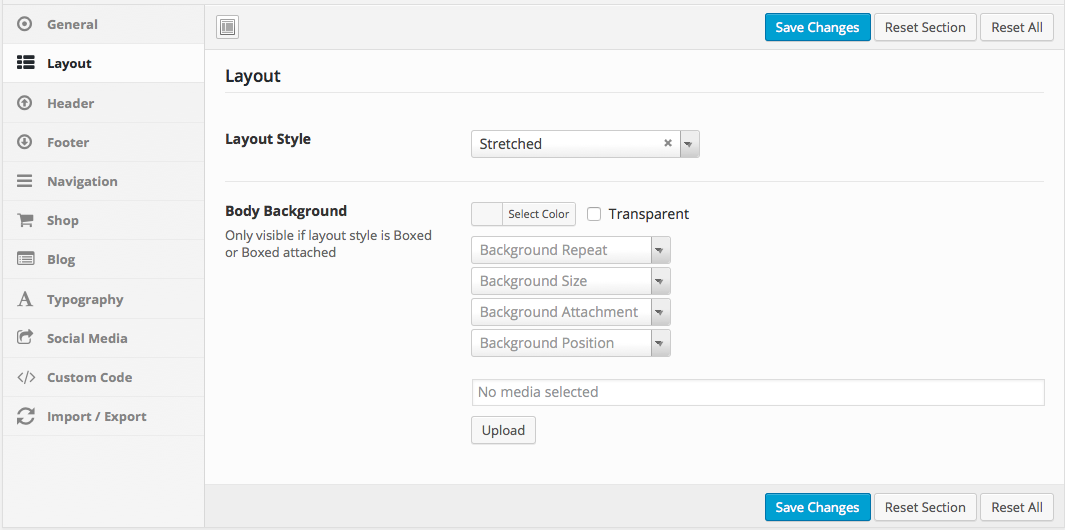 General
Layout
Header
Footer
Navigation
Shop
Blog
Typography
Social Media
Custom Code
Import / Export
Save Changes
Reset Section
Reset All
Layout
Layout Style
Stretched
Body Background
Only visible if layout style is Boxed
or Boxed attached
Select Color
Transparent
Background Repeat
Background Size
Background Attachment
Background Position
No media selected
Upload
Save Changes
Reset Section
Reset All